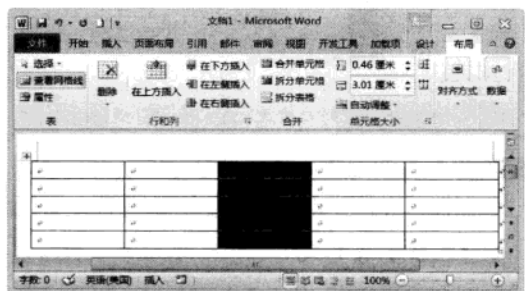 文档1 - Microsoft Word
文件 开始 插入 页面布局 引用 邮件 审阅 视图 开发工具 加载项 设计 布局
选择 在下方插入 合并单元格 0.46 厘米
查看网格线 删除 在上方插入 在左侧插入 拆分单元格 3.01 厘米 对齐方式 数据
属性 在右侧插入 拆分表格 自动调整
表 行和列 合并 单元格大小
字数: 0 英语(美国) 插入 100%